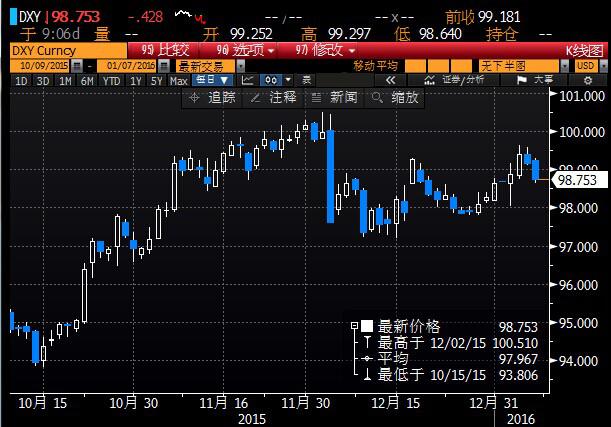 DXY ↓98.753 -.428 --/-- --x-- 前收99.181
于 9:06d 量 -- 开 99.252 高 99.297 低 98.640 持仓 --
DXY Curncy 95) 比较 96) 选项 97) 修改 K线图
10/09/2015 - 01/07/2016 最新交易 移动平均 无下半图 USD
1D 3D 1M 6M YTD 1Y 5Y Max 每日 表 « 证券/分析 大事
追踪 注释 新闻 缩放
101.000
100.000
99.000
98.753
98.000
97.000
96.000
95.000
94.000
最新价格 98.753
最高于 12/02/15 100.510
平均 97.967
最低于 10/15/15 93.806
10月 15 10月 30 11月 16 11月 30 12月 15 12月 31
2015 2016